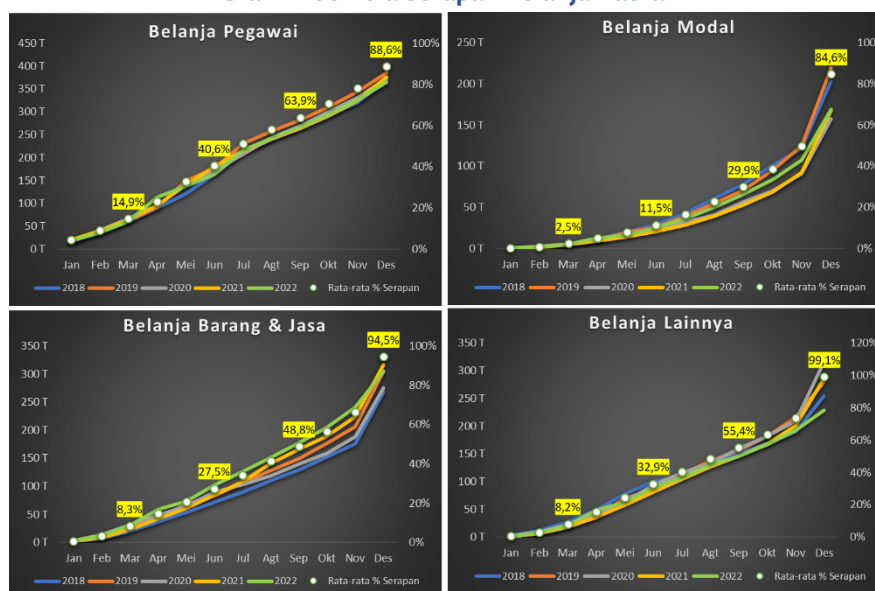 Belanja Pegawai
450 T
400 T
350 T
300 T
250 T
200 T
150 T
100 T
50 T
0 T
100%
80%
60%
40%
20%
0%
14,9%
40,6%
63,9%
88,6%
Jan Feb Mar Apr Mei Jun Jul Agt Sep Okt Nov Des
2018 2019 2020 2021 2022 Rata-rata % Serapan
Belanja Modal
250 T
200 T
150 T
100 T
50 T
0 T
100%
80%
60%
40%
20%
0%
2,5%
11,5%
29,9%
84,6%
Jan Feb Mar Apr Mei Jun Jul Agt Sep Okt Nov Des
2018 2019 2020 2021 2022 Rata-rata % Serapan
Belanja Barang & Jasa
350 T
300 T
250 T
200 T
150 T
100 T
50 T
0 T
100%
80%
60%
40%
20%
0%
8,3%
27,5%
48,8%
94,5%
Jan Feb Mar Apr Mei Jun Jul Agt Sep Okt Nov Des
2018 2019 2020 2021 2022 Rata-rata % Serapan
Belanja Lainnya
350 T
300 T
250 T
200 T
150 T
100 T
50 T
0 T
120%
100%
80%
60%
40%
20%
0%
8,2%
32,9%
55,4%
99,1%
Jan Feb Mar Apr Mei Jun Jul Agt Sep Okt Nov Des
2018 2019 2020 2021 2022 Rata-rata % Serapan